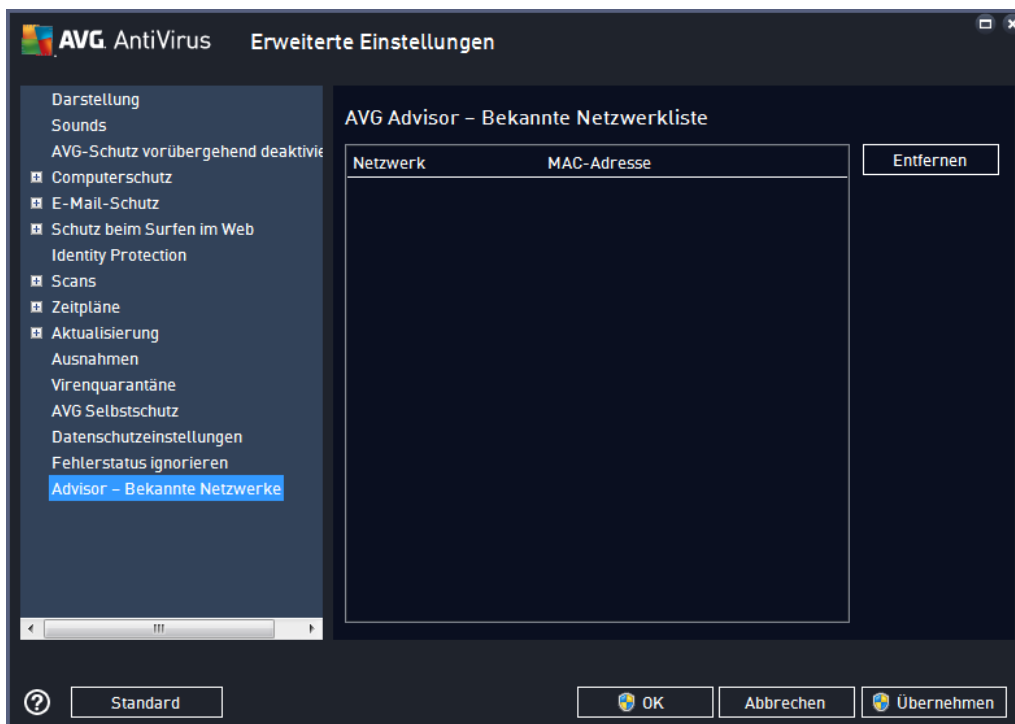 AVG AntiVirus Erweiterte Einstellungen
Darstellung
Sounds
AVG-Schutz vorübergehend deaktivie
Computerschutz
E-Mail-Schutz
Schutz beim Surfen im Web
Identity Protection
Scans
Zeitpläne
Aktualisierung
Ausnahmen
Virenquarantäne
AVG Selbstschutz
Datenschutzeinstellungen
Fehlerstatus ignorieren
Advisor – Bekannte Netzwerke
AVG Advisor – Bekannte Netzwerkliste
Netzwerk MAC-Adresse
Entfernen
? Standard OK Abbrechen Übernehmen